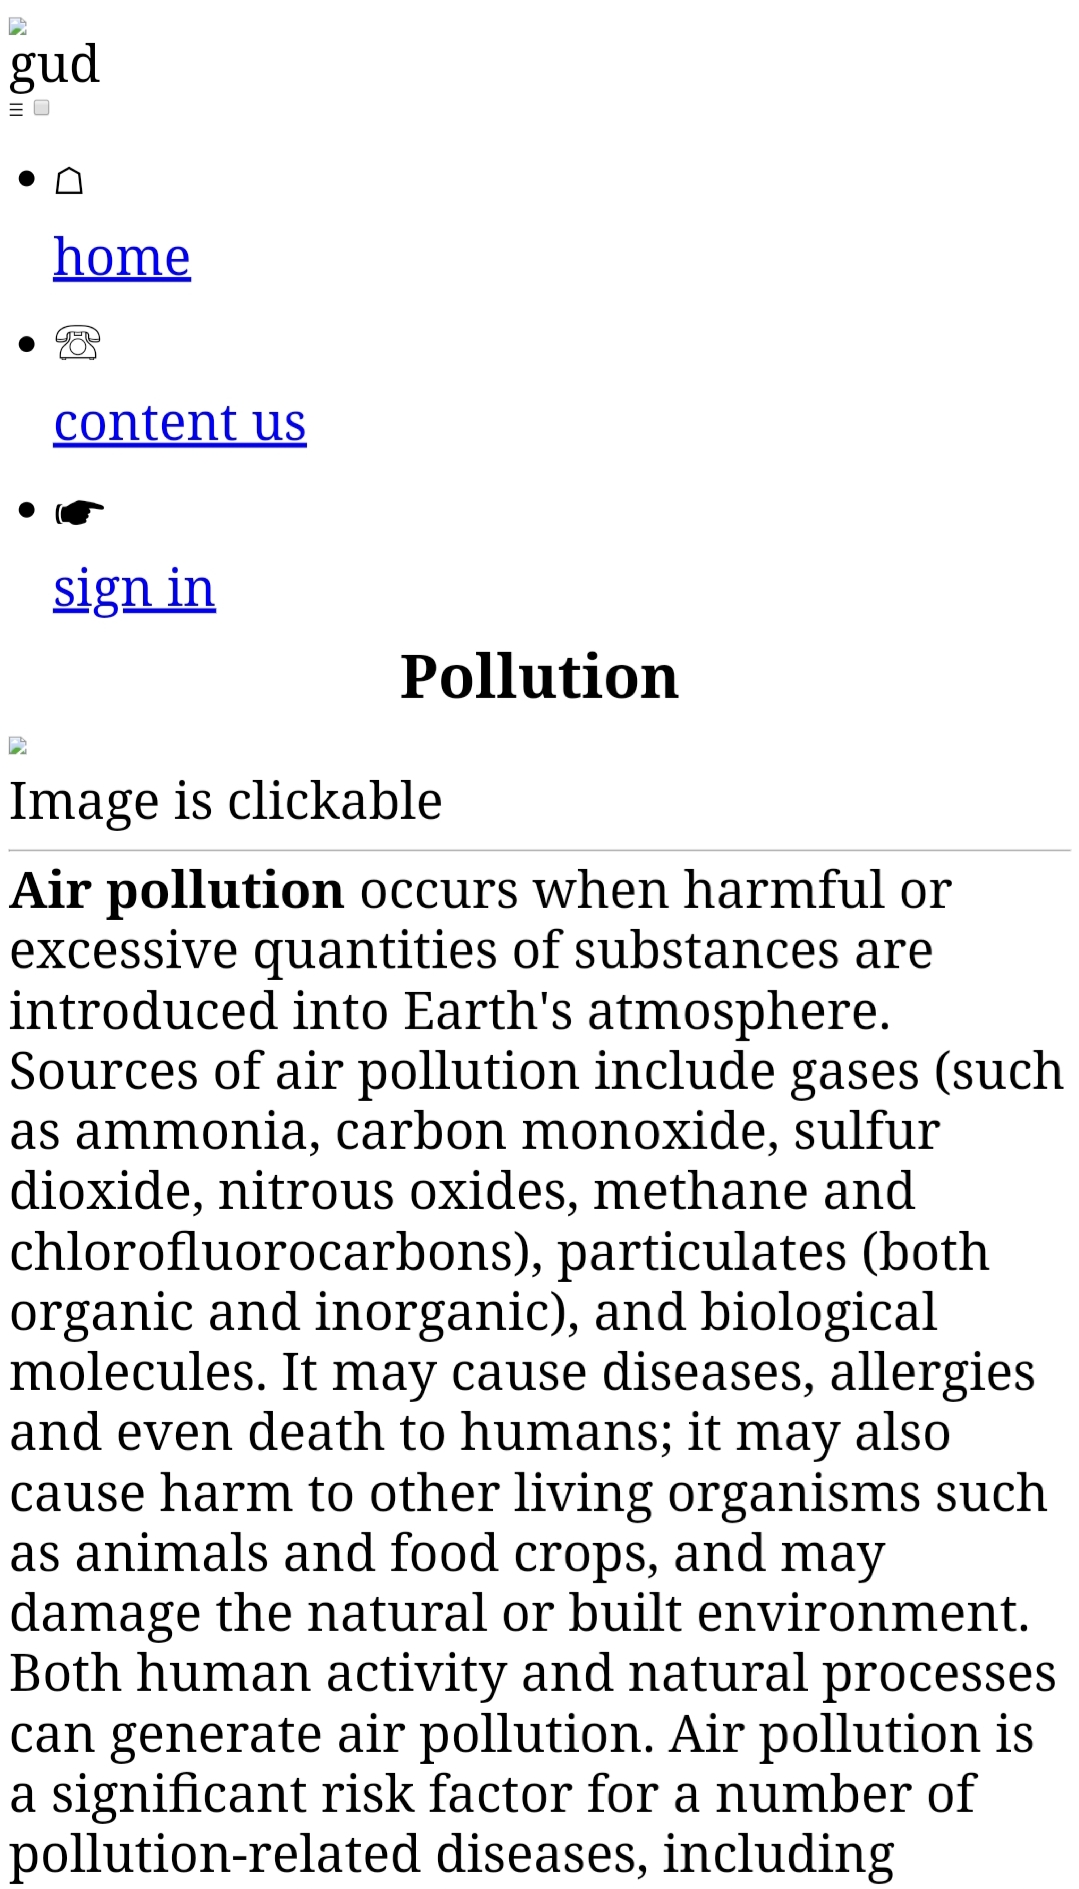 gud
☰
☖
home
☏
content us
☛
sign in
Pollution
Image is clickable
Air pollution occurs when harmful or
excessive quantities of substances are
introduced into Earth's atmosphere.
Sources of air pollution include gases (such
as ammonia, carbon monoxide, sulfur
dioxide, nitrous oxides, methane and
chlorofluorocarbons), particulates (both
organic and inorganic), and biological
molecules. It may cause diseases, allergies
and even death to humans; it may also
cause harm to other living organisms such
as animals and food crops, and may
damage the natural or built environment.
Both human activity and natural processes
can generate air pollution. Air pollution is
a significant risk factor for a number of
pollution-related diseases, including